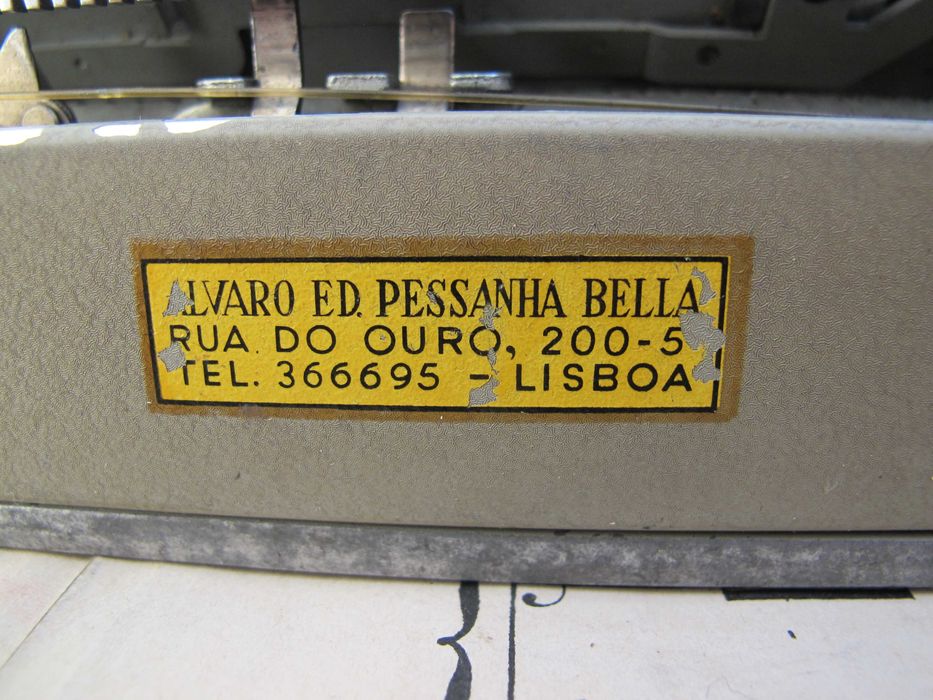 ALVARO ED. PESSANHA BELLA
RUA DO OURO, 200-5
TEL. 366695 - LISBOA